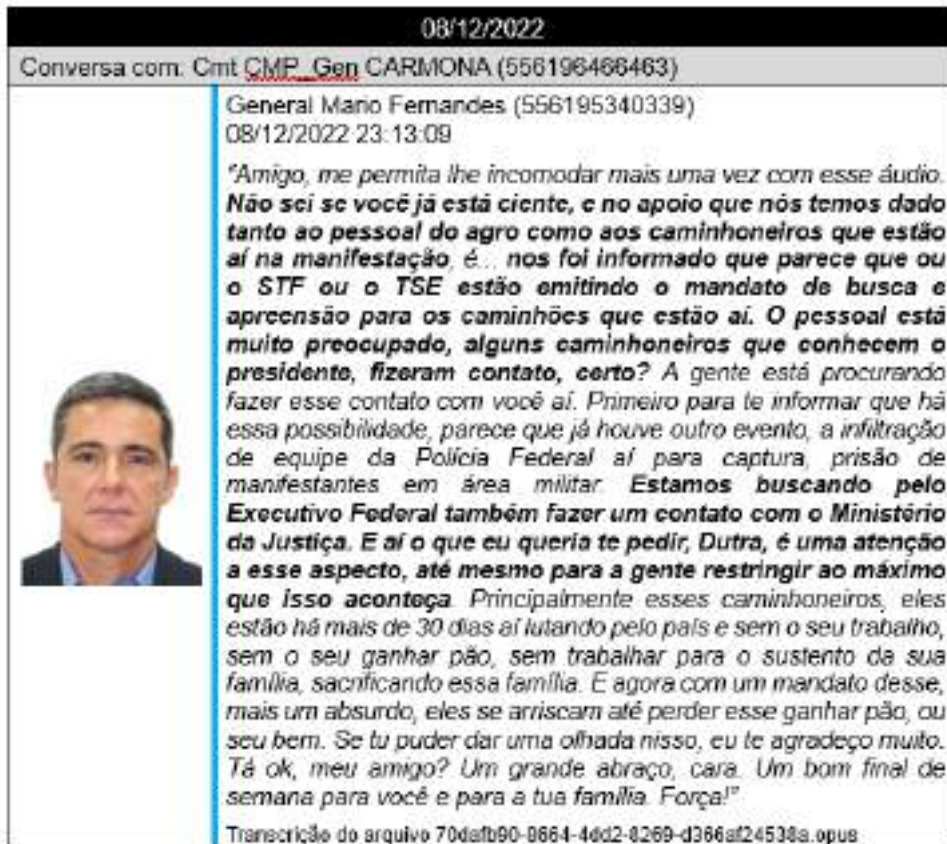 08/12/2022
Conversa com: Cmt CMP_Gen CARMONA (556196466463)
General Mario Fernandes (556195340339)
08/12/2022 23:13:09
"Amigo, me permita lhe incomodar mais uma vez com esse áudio.
Não sei se você já está ciente, e no apoio que nós temos dado
tanto ao pessoal do agro como aos caminhoneiros que estão
aí na manifestação, é... nos foi informado que parece que ou
o STF ou o TSE estão emitindo o mandato de busca e
apreensão para os caminhões que estão aí. O pessoal está
muito preocupado, alguns caminhoneiros que conhecem o
presidente, fizeram contato, certo? A gente está procurando
fazer esse contato com você aí. Primeiro para te informar que há
essa possibilidade, parece que já houve outro evento, a infiltração
de equipe da Polícia Federal aí para captura, prisão de
manifestantes em área militar. Estamos buscando pelo
Executivo Federal também fazer um contato com o Ministério
da Justiça. E aí o que eu queria te pedir, Dutra, é uma atenção
a esse aspecto, até mesmo para a gente restringir ao máximo
que isso aconteça. Principalmente esses caminhoneiros, eles
estão há mais de 30 dias aí lutando pelo país e sem o seu trabalho,
sem o seu ganhar pão, sem trabalhar para o sustento da sua
família, sacrificando essa família. E agora com um mandato desse,
mais um absurdo, eles se arriscam até perder esse ganhar pão, ou
seu bem. Se tu puder dar uma olhada nisso, eu te agradeço muito.
Tá ok, meu amigo? Um grande abraço, cara. Um bom final de
semana para você e para a tua família. Força!"
Transcrição do arquivo 70dafb90-9664-4dd2-8269-d366af24538a.opus